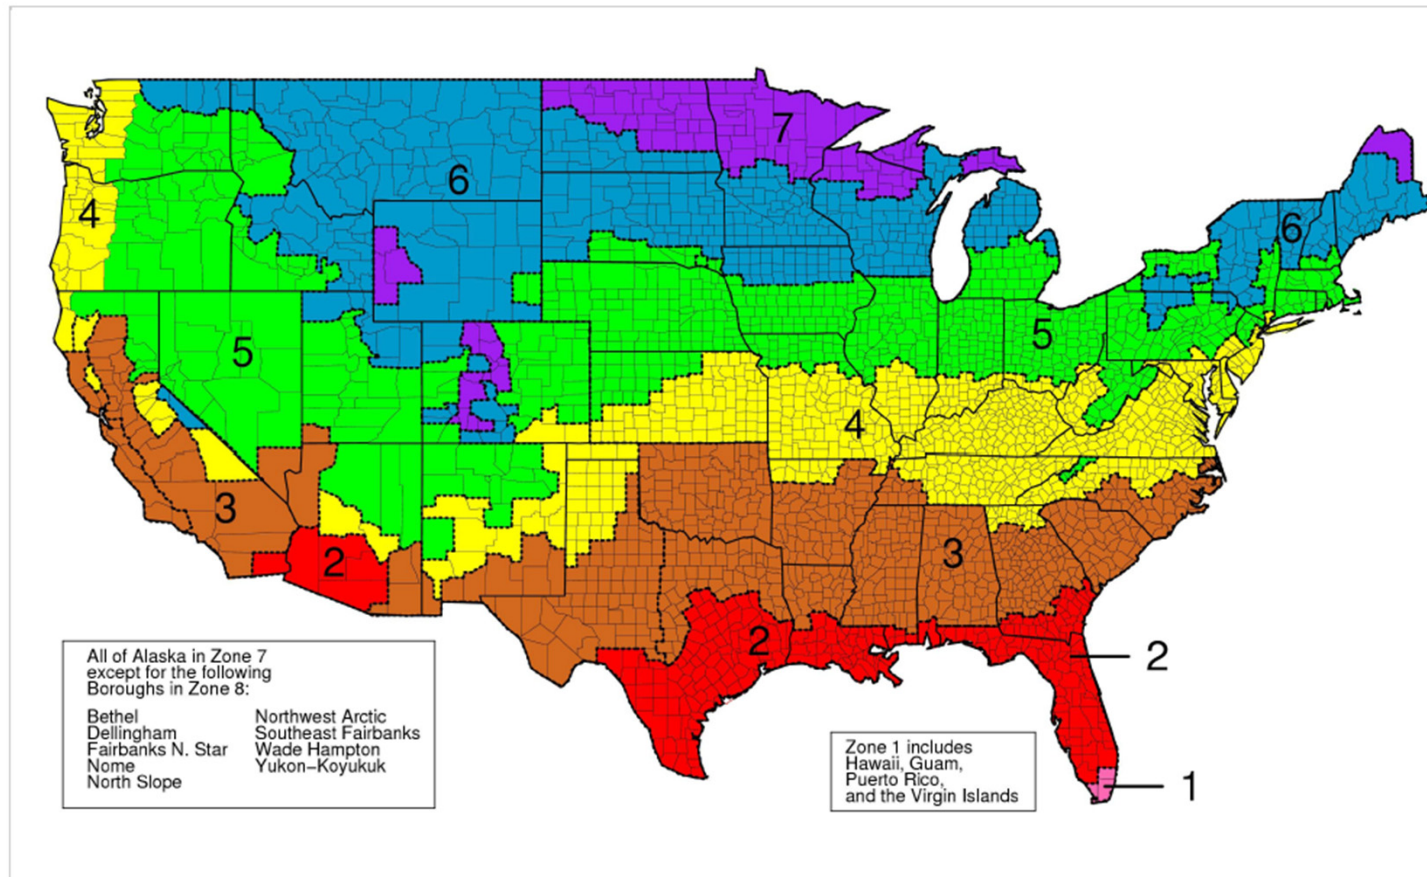 7
6
4
6
5
5
4
3
3
2
2
2
1
All of Alaska in Zone 7
except for the following
Boroughs in Zone 8:
Bethel
Dellingham
Fairbanks N. Star
Nome
North Slope
Northwest Arctic
Southeast Fairbanks
Wade Hampton
Yukon-Koyukuk
Zone 1 includes
Hawaii, Guam,
Puerto Rico,
and the Virgin Islands